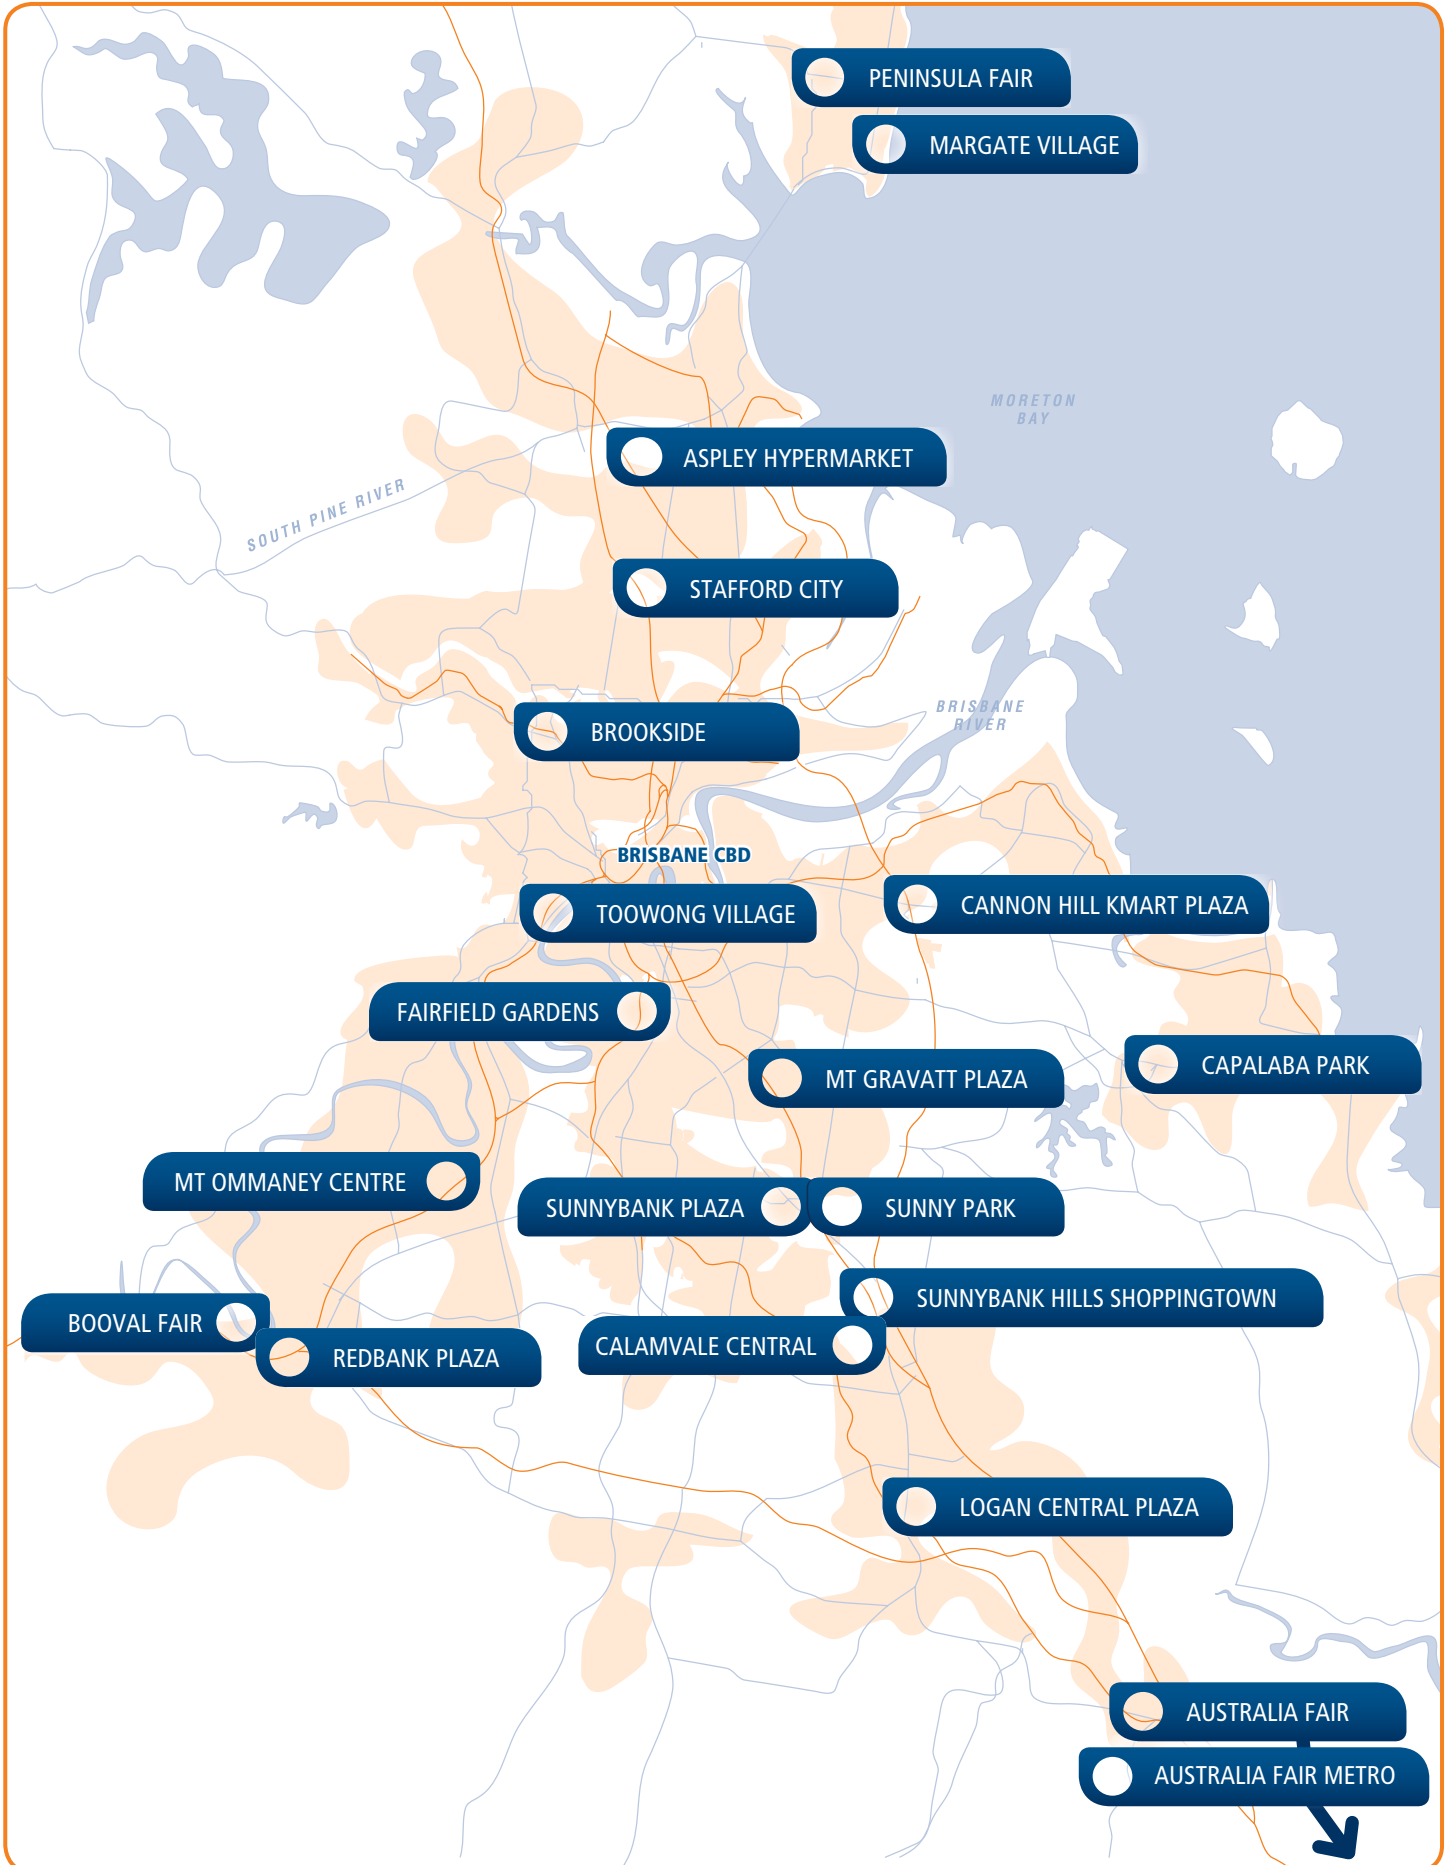 PENINSULA FAIR
MARGATE VILLAGE
MORETON
BAY
ASPLEY HYPERMARKET
SOUTH PINE RIVER
STAFFORD CITY
BRISBANE
RIVER
BROOKSIDE
BRISBANE CBD
TOOWONG VILLAGE
CANNON HILL KMART PLAZA
FAIRFIELD GARDENS
CAPALABA PARK
MT GRAVATT PLAZA
MT OMMANEY CENTRE
SUNNYBANK PLAZA
SUNNY PARK
SUNNYBANK HILLS SHOPPINGTOWN
BOOVAL FAIR
CALAMVALE CENTRAL
REDBANK PLAZA
LOGAN CENTRAL PLAZA
AUSTRALIA FAIR
AUSTRALIA FAIR METRO